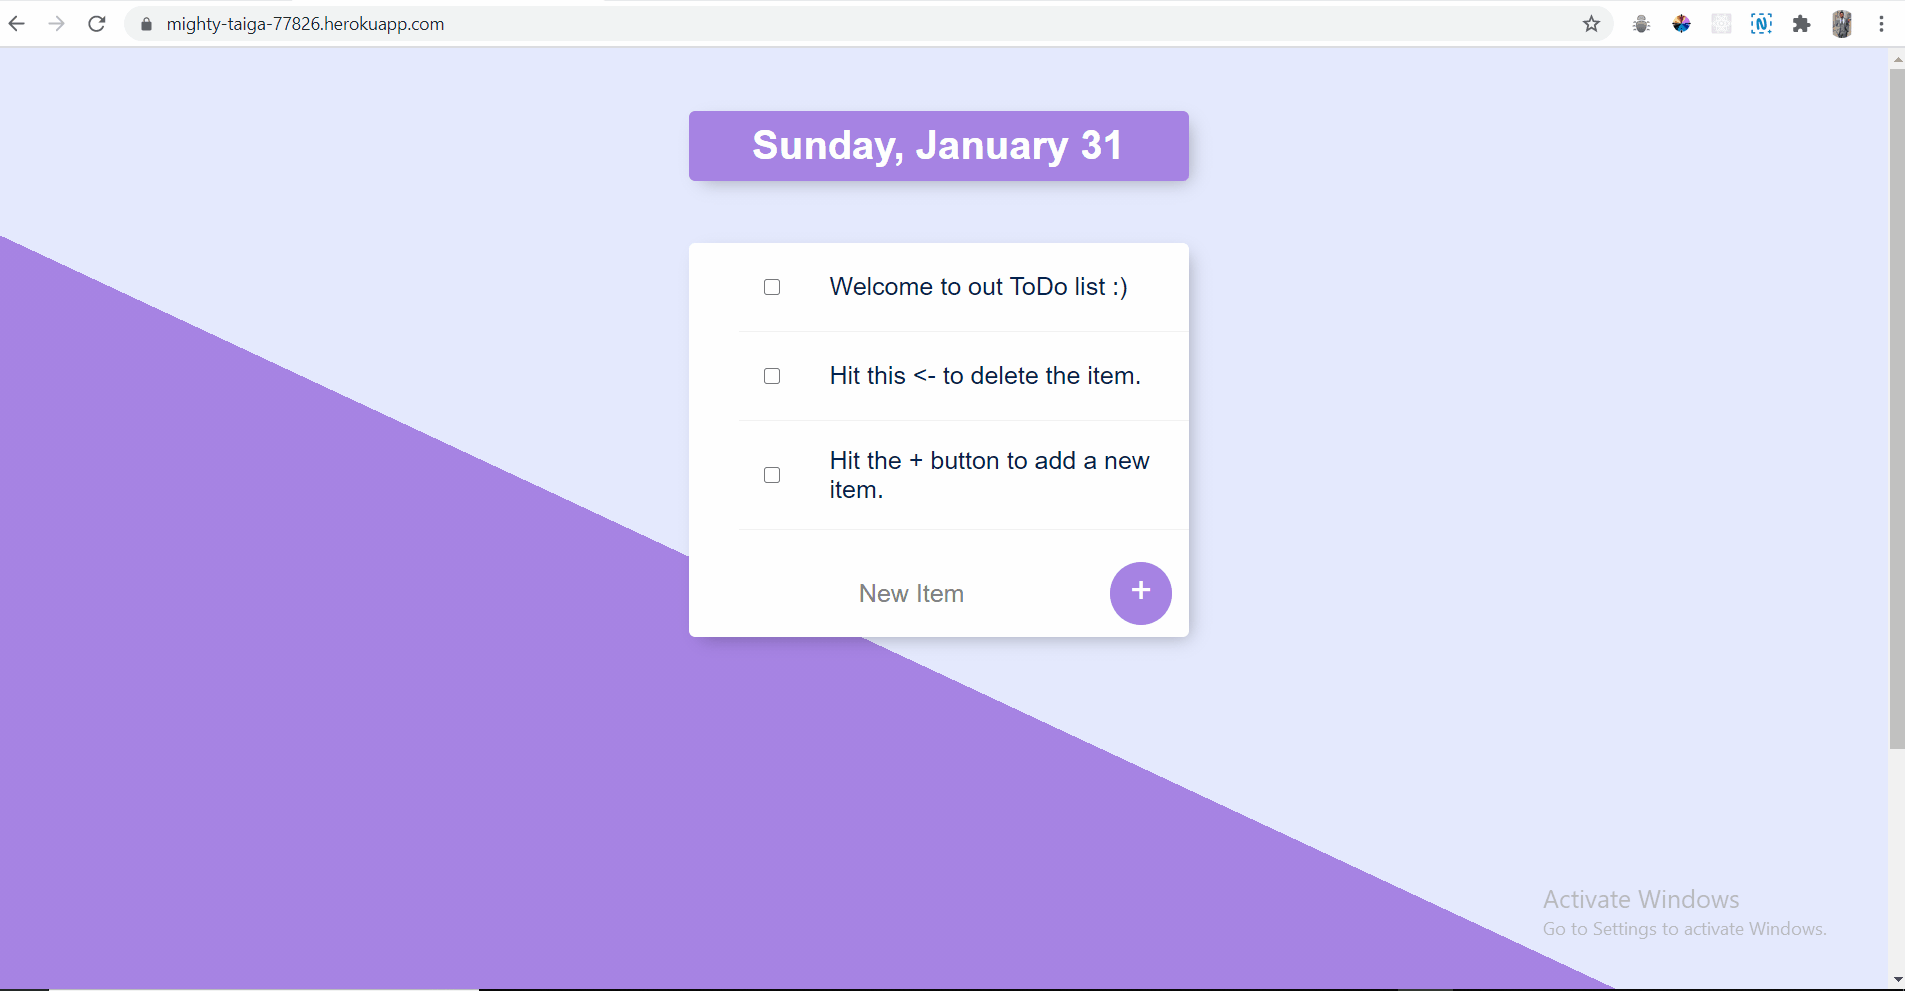 mighty-taiga-77826.herokuapp.com
Sunday, January 31
Welcome to out ToDo list :)
Hit this <- to delete the item.
Hit the + button to add a new
item.
New Item
+
Activate Windows
Go to Settings to activate Windows.